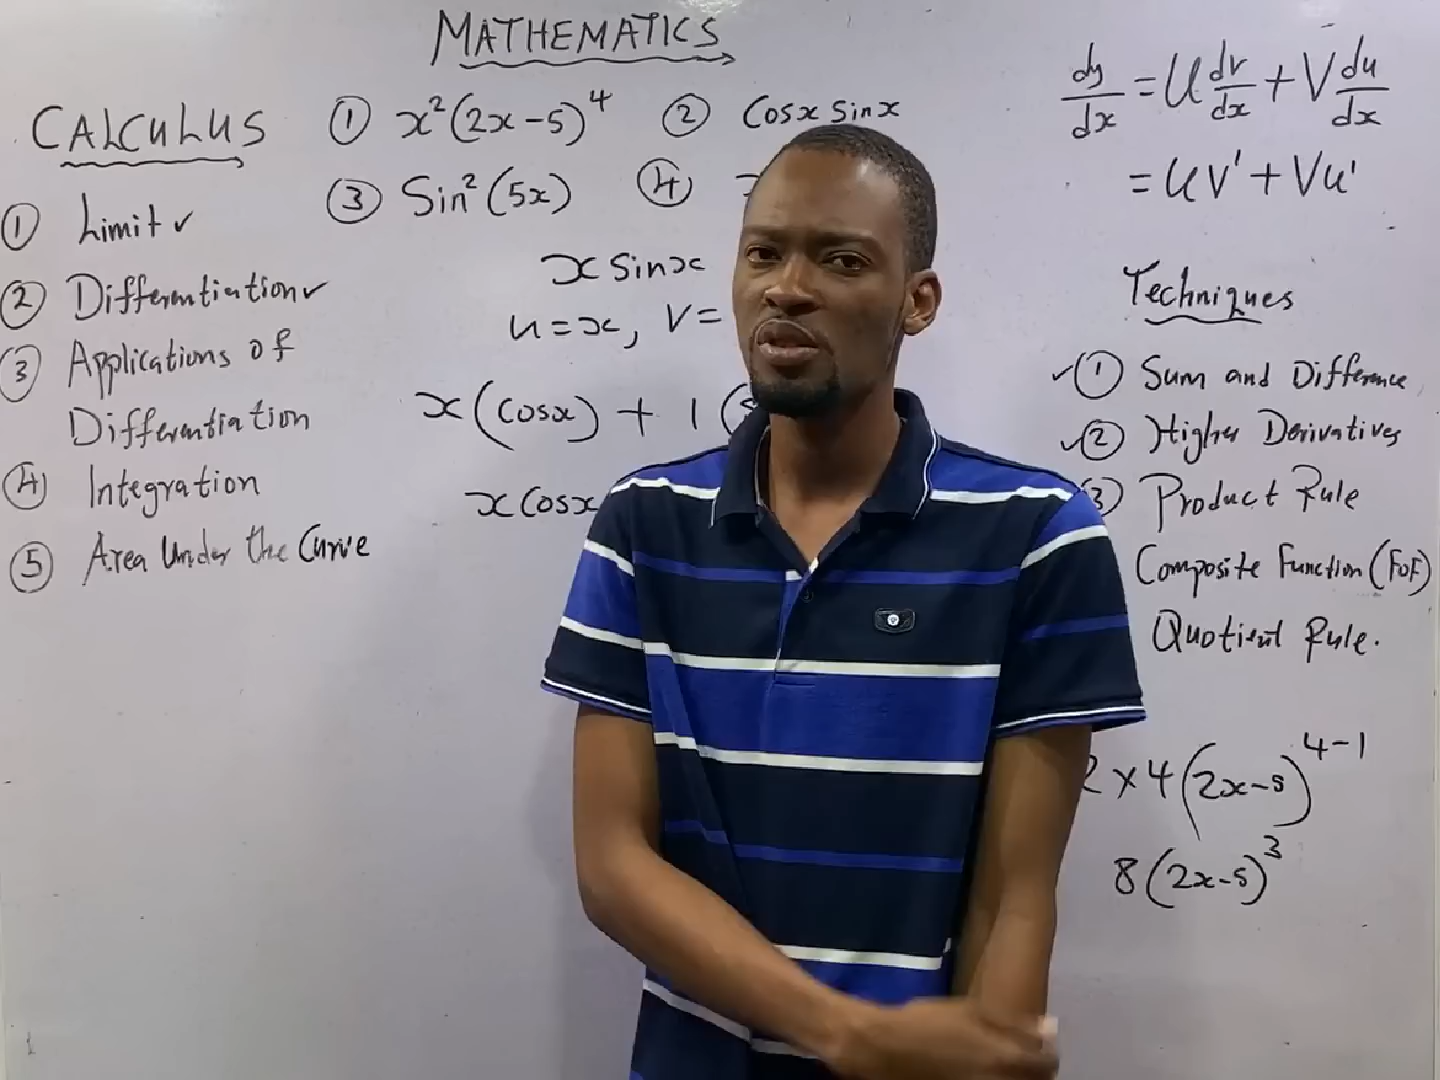 MATHEMATICS
CALCULUS
① Limit ✓
② Differentiation ✓
③ Applications of
Differentiation
④ Integration
⑤ Area Under the Curve
① x²(2x-5)⁴ ② Cosx Sinx
③ Sin²(5x) ④
x Sinx
u=x, V=
x(Cosx) + 1(
x Cosx
dy/dx = U dv/dx + V du/dx
= UV' + Vu'
Techniques
✓① Sum and Difference
✓② Higher Derivatives
3) Product Rule
Composite Function (FOF)
Quotient Rule.
2 x 4(2x-5)⁴⁻¹
8(2x-5)³